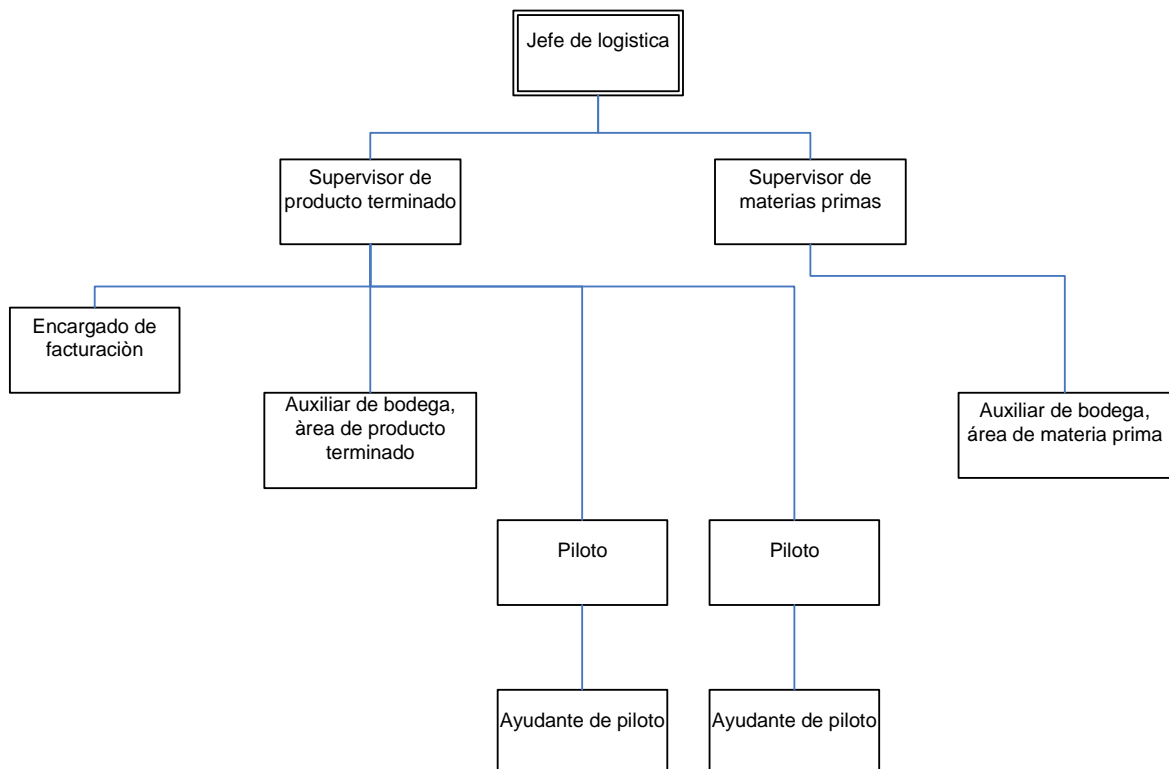 Jefe de logistica
Supervisor de
producto terminado
Supervisor de
materias primas
Encargado de
facturaciòn
Auxiliar de bodega,
àrea de producto
terminado
Auxiliar de bodega,
área de materia prima
Piloto
Piloto
Ayudante de piloto
Ayudante de piloto